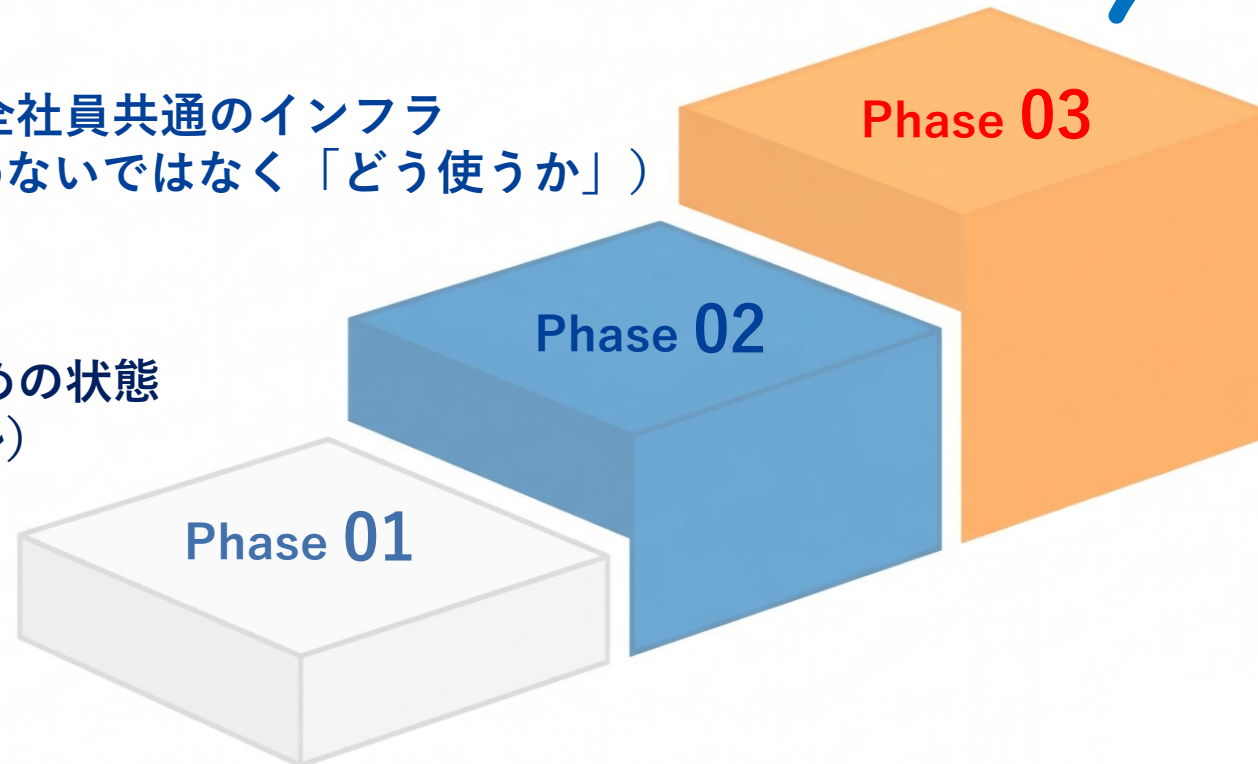 全社員共通のインフラ
ないではなく「どう使うか」）
Phase 03
Phase 02
の状態
）
Phase 01